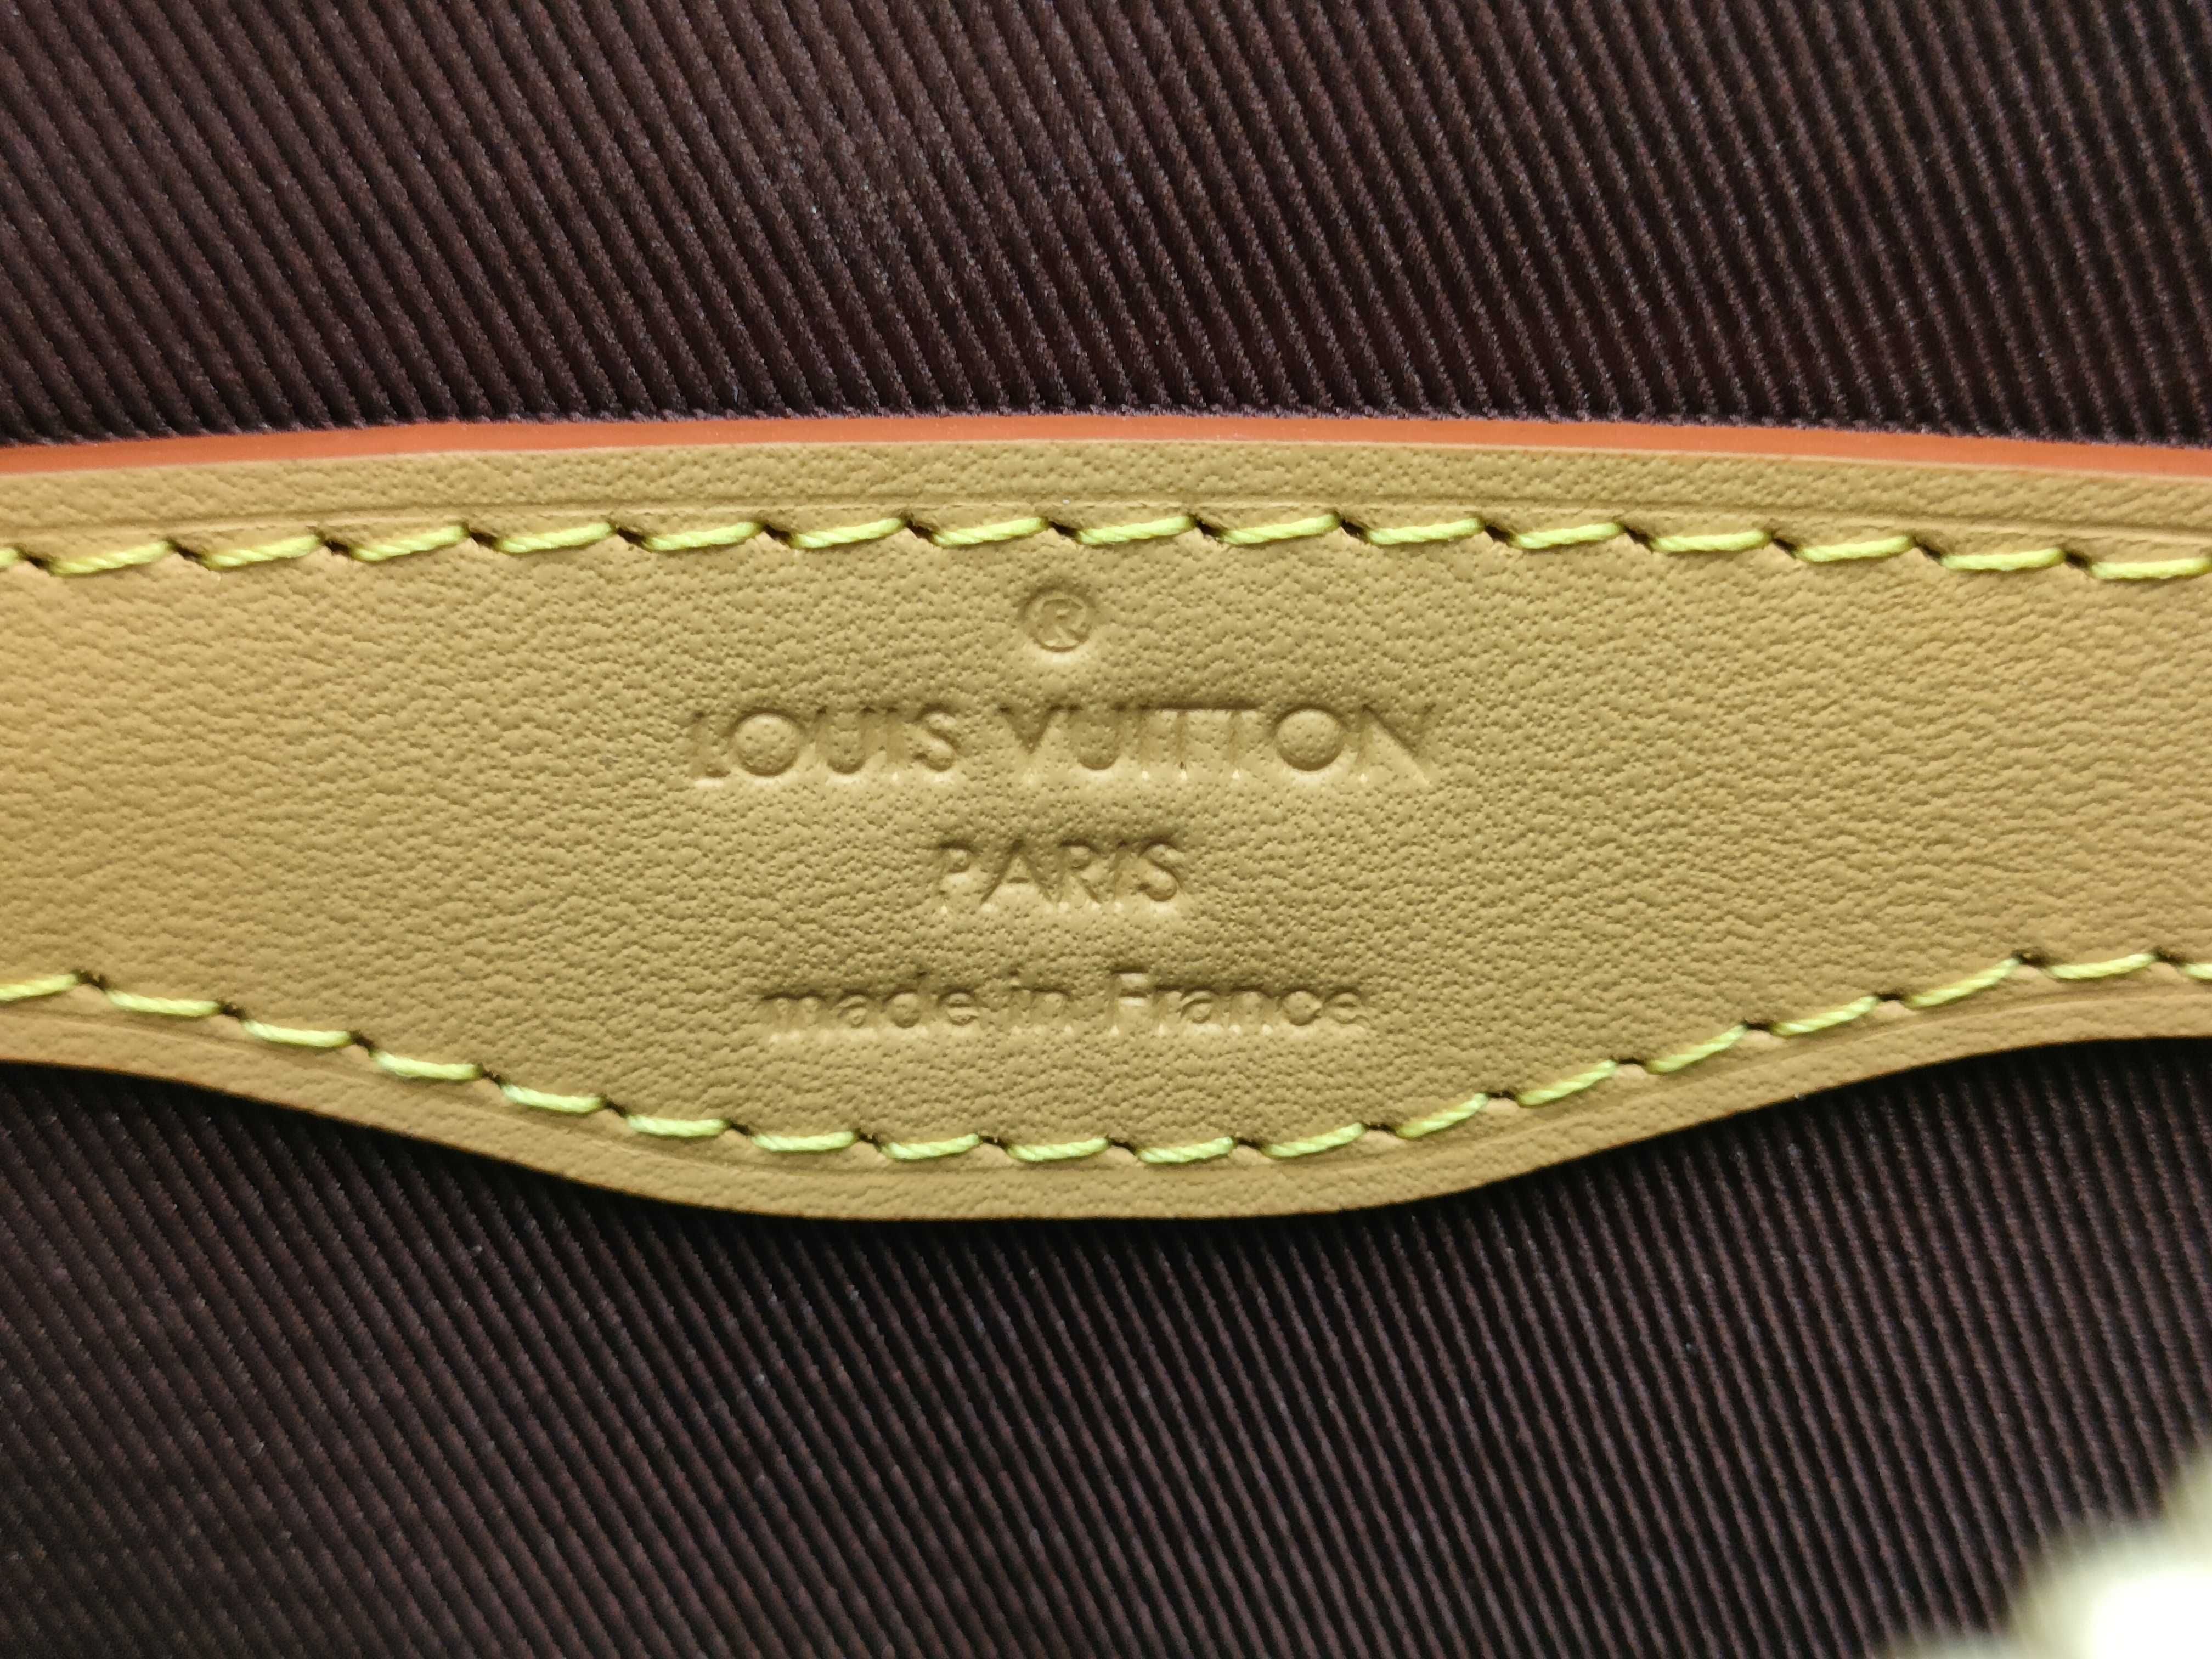 ®
LOUIS VUITTON
PARIS
made in France